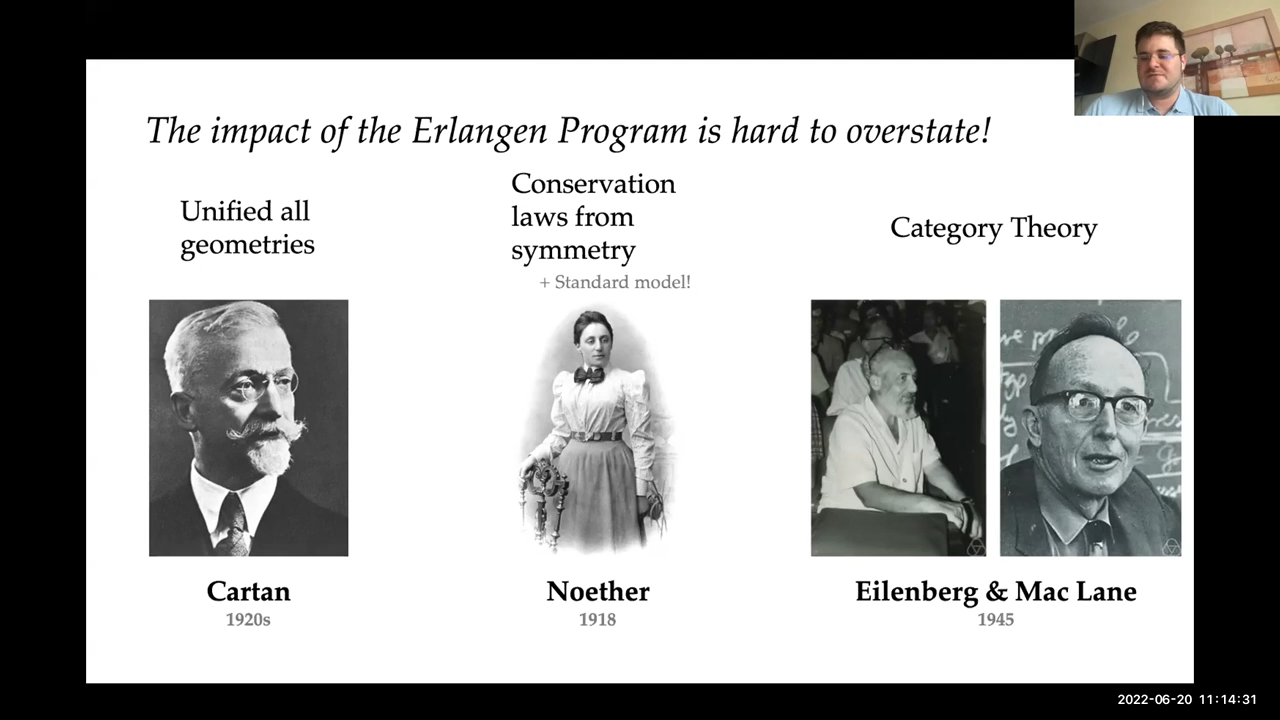 The impact of the Erlangen Program is hard to overstate!
Unified all
geometries
Conservation
laws from
symmetry
+ Standard model!
Category Theory
Cartan
1920s
Noether
1918
Eilenberg & Mac Lane
1945
2022-06-20 11:14:31